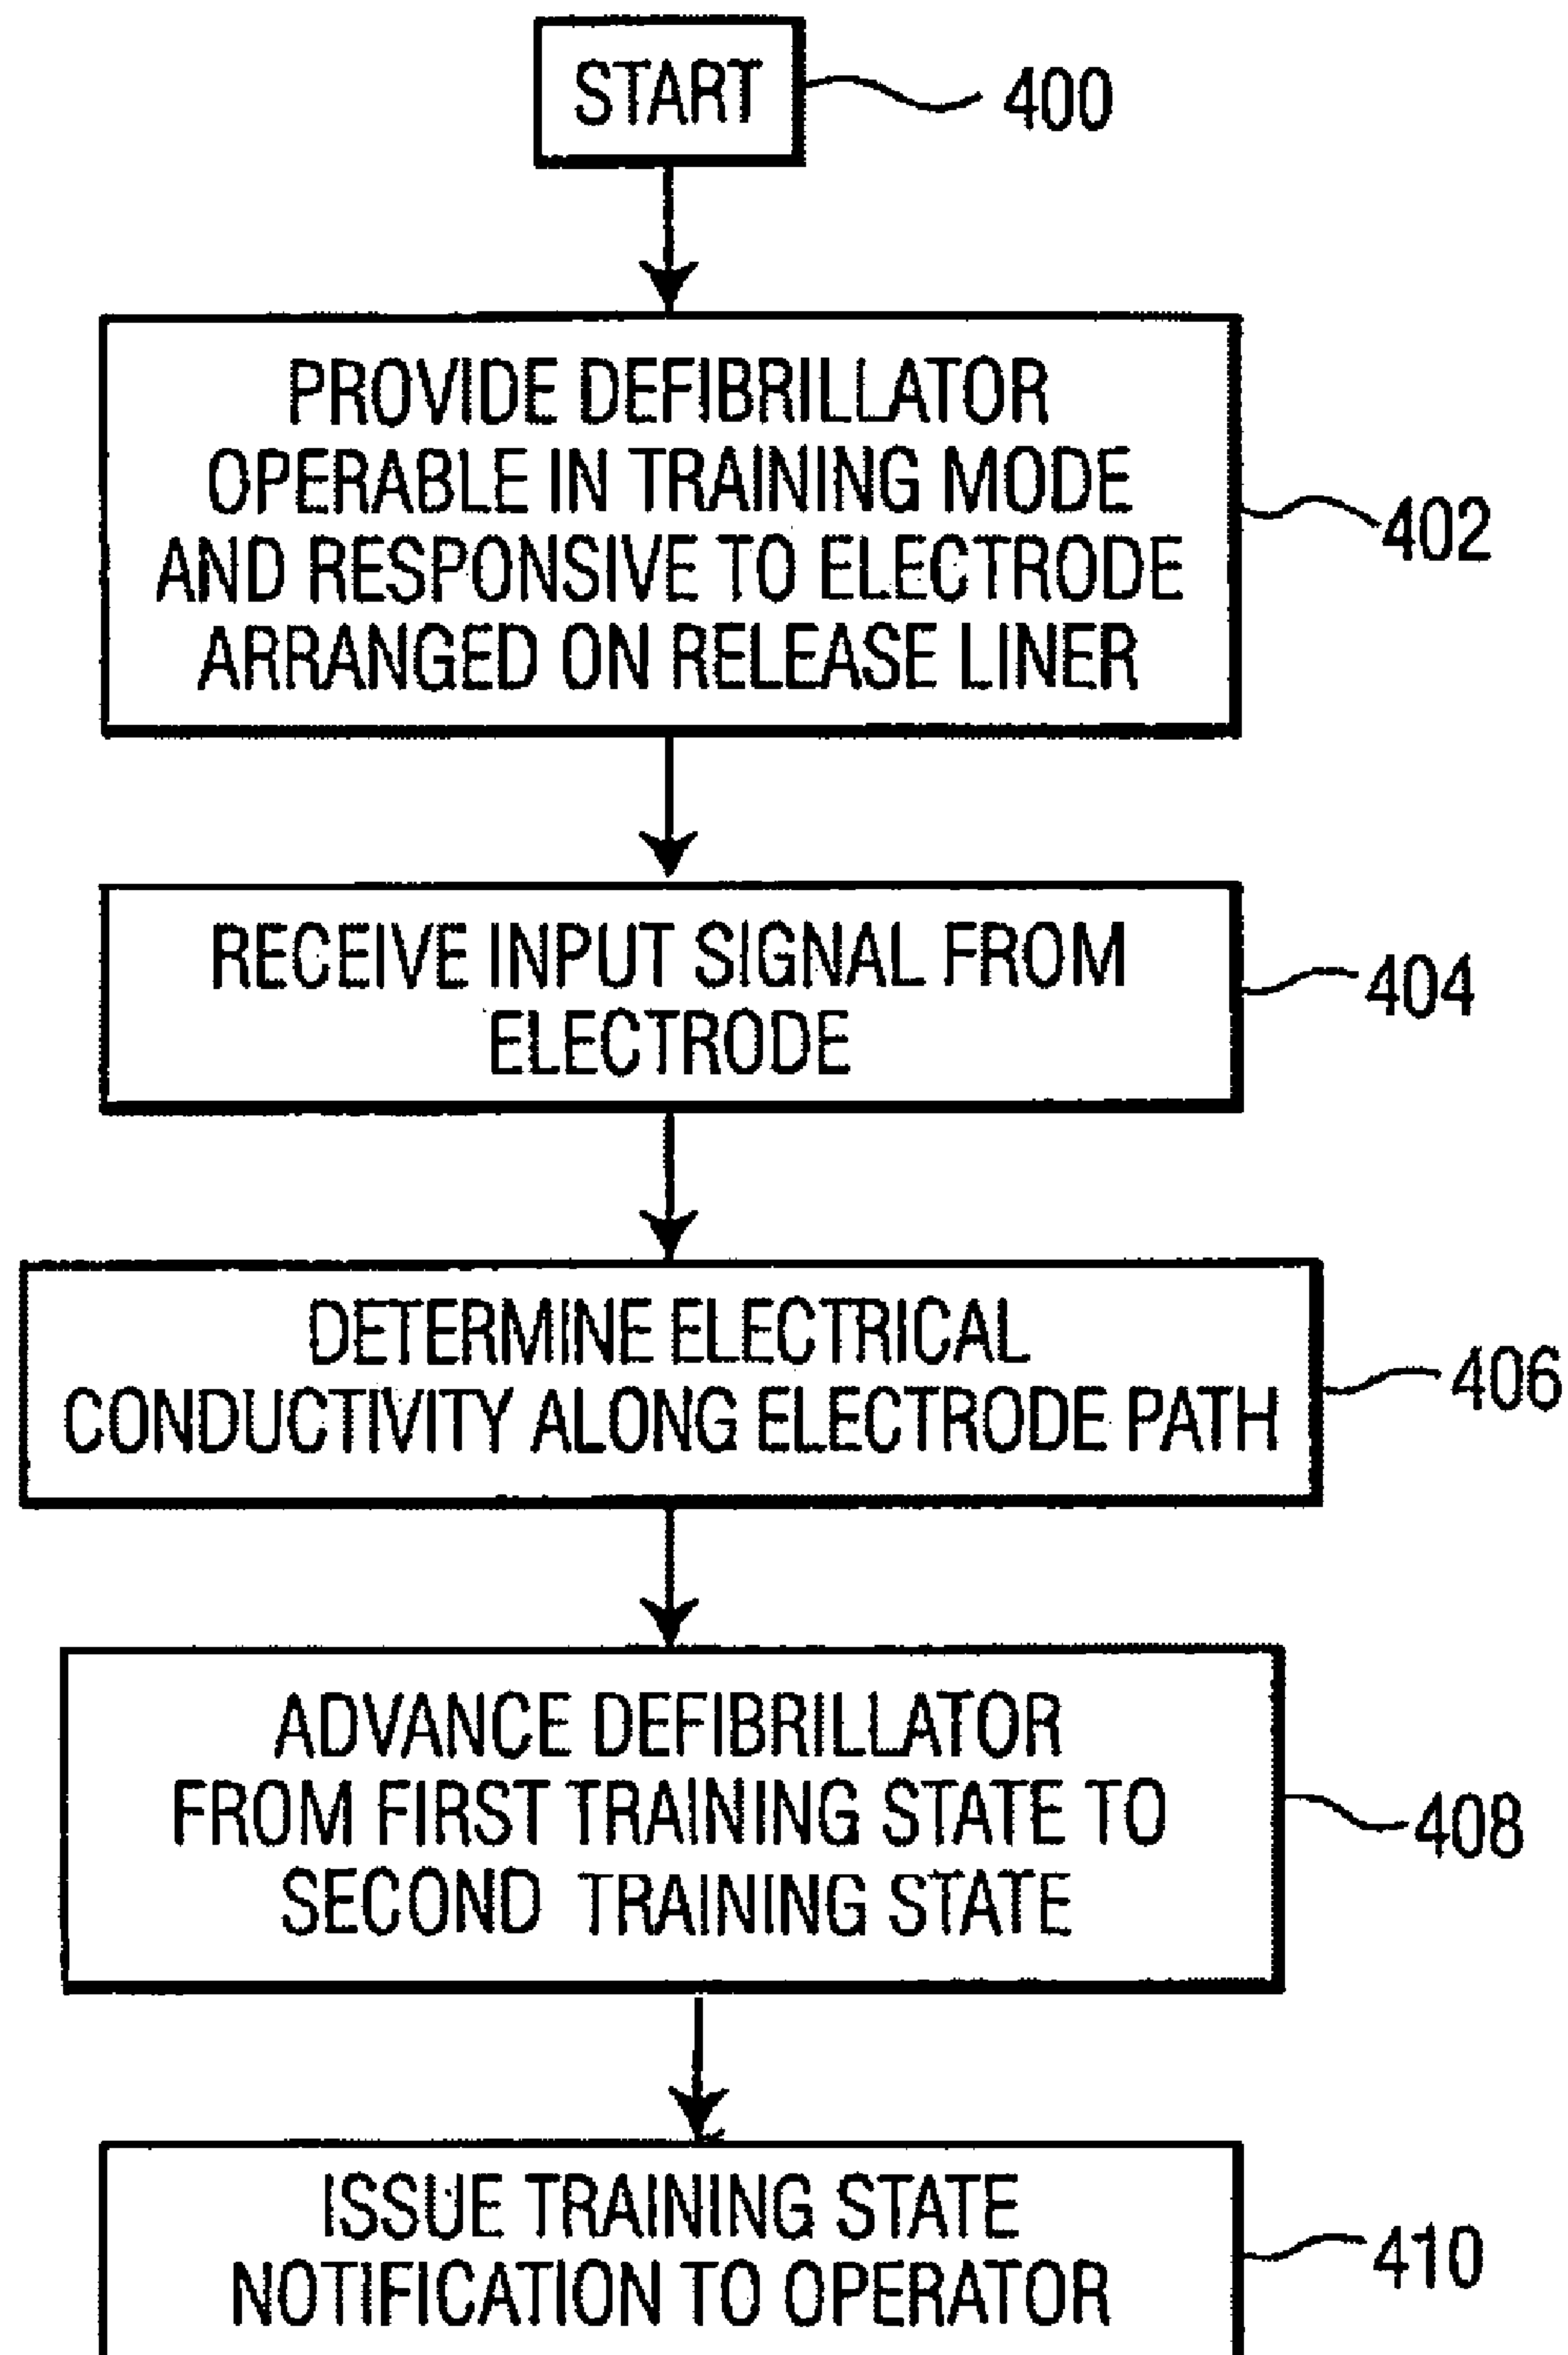 START
400
PROVIDE DEFIBRILLATOR
OPERABLE IN TRAINING MODE
AND RESPONSIVE TO ELECTRODE
ARRANGED ON RELEASE LINER
402
RECEIVE INPUT SIGNAL FROM
ELECTRODE
404
DETERMINE ELECTRICAL
CONDUCTIVITY ALONG ELECTRODE PATH
406
ADVANCE DEFIBRILLATOR
FROM FIRST TRAINING STATE TO
SECOND TRAINING STATE
408
ISSUE TRAINING STATE
NOTIFICATION TO OPERATOR
410